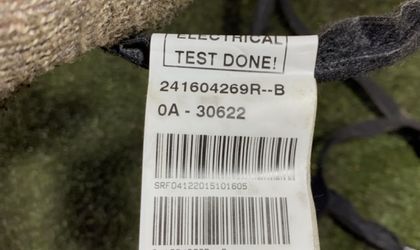 ELECTRICAL
TEST DONE!
241604269R--B
0A - 30622
SRF04122015101605